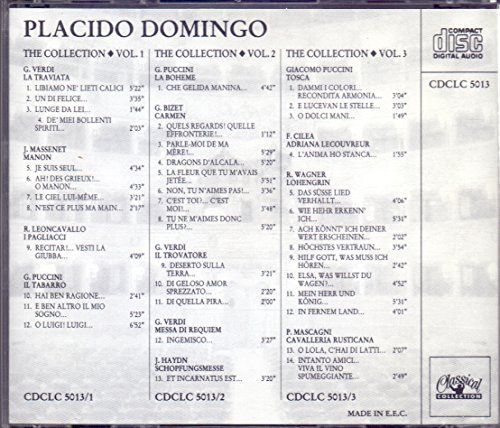 PLACIDO DOMINGO
COMPACT
disc
DIGITAL AUDIO
CDCLC 5013
THE COLLECTION ♦ VOL. 1
G. VERDI
LA TRAVIATA
1. LIBIAMO NE' LIETI CALICI 5'22"
2. UN DI FELICE... 3'35"
3. LUNGE DA LEI... 1'44"
4. DE' MIEI BOLLENTI
SPIRITI... 2'03"
J. MASSENET
MANON
5. JE SUIS SEUL... 4'34"
6. AH! DES GRIEUX!...
O MANON... 4'33"
7. LE CIEL LUI-MÊME... 3'21"
8. N'EST CE PLUS MA MAIN... 2'17"
R. LEONCAVALLO
I PAGLIACCI
9. RECITAR!... VESTI LA
GIUBBA... 4'09"
G. PUCCINI
IL TABARRO
10. HAI BEN RAGIONE... 2'41"
11. E BEN ALTRO IL MIO
SOGNO... 5'23"
12. O LUIGI! LUIGI... 6'52"
CDCLC 5013/1
THE COLLECTION ♦ VOL. 2
G. PUCCINI
LA BOHEME
1. CHE GELIDA MANINA... 4'42"
G. BIZET
CARMEN
2. QUELS REGARDS! QUELLE
EFFRONTERIE!... 1'12"
3. PARLE-MOI DE MA
MÈRE!... 5'29"
4. DRAGONS D'ALCALA... 5'20"
5. LA FLEUR QUE TU M'AVAIS
JETÉE... 3'51"
6. NON, TU N'AIMES PAS!... 3'36"
7. C'EST TOI?... C'EST
MOI... 3'48"
8. TU NE M'AIMES DONC
PLUS?... 5'20"
G. VERDI
IL TROVATORE
9. DESERTO SULLA
TERRA... 3'21"
10. DI GELOSO AMOR
SPREZZATO... 2'20"
11. DI QUELLA PIRA... 2'00"
G. VERDI
MESSA DI REQUIEM
12. INGEMISCO... 3'27"
J. HAYDN
SCHOPFUNGSMESSE
13. ET INCARNATUS EST... 3'20"
CDCLC 5013/2
THE COLLECTION ♦ VOL. 3
GIACOMO PUCCINI
TOSCA
1. DAMMI I COLORI...
RECONDITA ARMONIA... 3'04"
2. E LUCEVAN LE STELLE... 3'03"
3. O DOLCI MANI... 1'49"
F. CILEA
ADRIANA LECOUVREUR
4. L'ANIMA HO STANCA... 1'55"
R. WAGNER
LOHENGRIN
5. DAS SÜSSE LIED
VERHALLT... 4'06"
6. WIE HEHR ERKENN'
ICH... 5'31"
7. ACH KÖNNT' ICH DEINER
WERT ERSCHEINEN... 2'02"
8. HÖCHSTES VERTRAUN... 3'54"
9. HILF GOTT, WAS MUSS ICH
HÖREN... 2'42"
10. ELSA, WAS WILLST DU
WAGEN?... 4'52"
11. MEIN HERR UND
KÖNIG... 5'31"
12. IN FERNEM LAND... 4'01"
P. MASCAGNI
CAVALLERIA RUSTICANA
13. O LOLA, C'HAI DI LATTI... 2'07"
14. INTANTO AMICI...
VIVA IL VINO
SPUMEGGIANTE... 2'49"
CDCLC 5013/3
Classical
COLLECTION
MADE IN E.E.C.